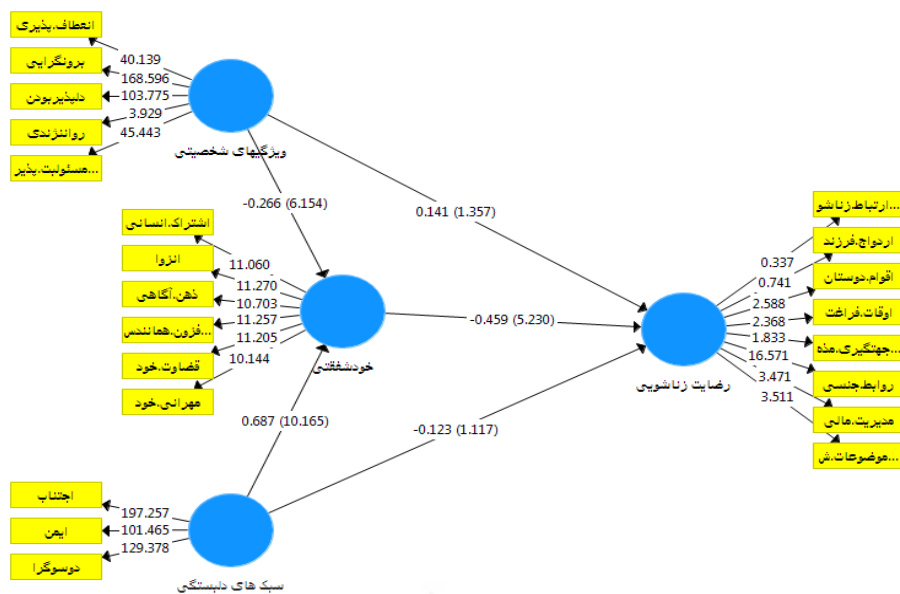 انعطاف.پذیری
برونگرایی
دلپذیربودن
رواننژندی
مسئولیت.پذیر...
40.139
168.596
103.775
3.929
45.443
ویژگیهای شخصیتی
-0.266 (6.154)
0.141 (1.357)
اشتراک.انسانی
انزوا
ذهن.آگاهی
فزون.همانندس...
قضاوت.خود
مهربانی.خود
11.060
11.270
10.703
11.257
11.205
10.144
خودشفقتی
-0.459 (5.230)
0.687 (10.165)
-0.123 (1.117)
ارتباط.زناشو...
ازدواج.فرزند
اقوام.دوستان
اوقات.فراغت
جهتگیری.مذه...
روابط.جنسی
مدیریت.مالی
موضوعات.ش...
0.337
0.741
2.588
2.368
1.833
16.571
3.471
3.511
رضایت زناشویی
اجتناب
ایمن
دوسوگرا
197.257
101.465
129.378
سبک های دلبستگی